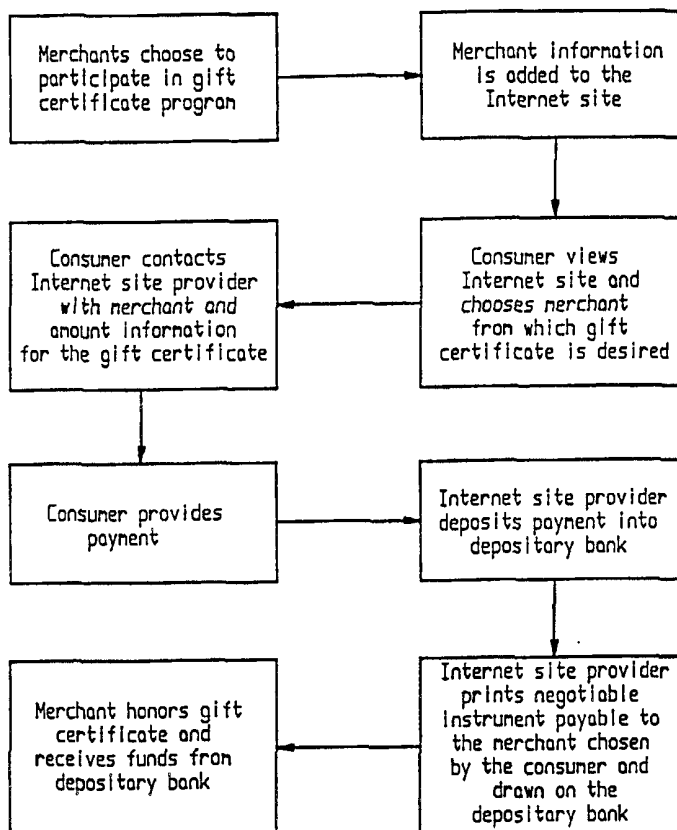 Merchants choose to
participate in gift
certificate program
Merchant information
is added to the
Internet site
Consumer views
Internet site and
chooses merchant
from which gift
certificate is desired
Consumer contacts
Internet site provider
with merchant and
amount information
for the gift certificate
Consumer provides
payment
Internet site provider
deposits payment into
depositary bank
Internet site provider
prints negotiable
instrument payable to
the merchant chosen
by the consumer and
drawn on the
depositary bank
Merchant honors gift
certificate and
receives funds from
depositary bank